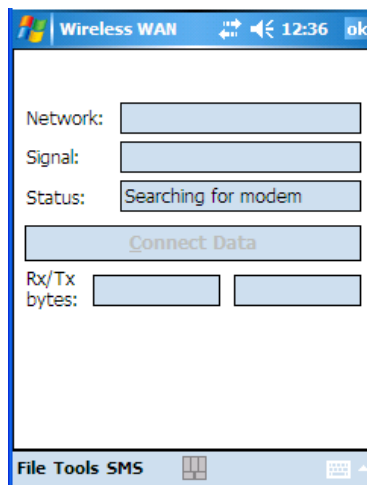 Wireless WAN 12:36 ok
Network:
Signal:
Status: Searching for modem
Connect Data
Rx/Tx
bytes:
File Tools SMS